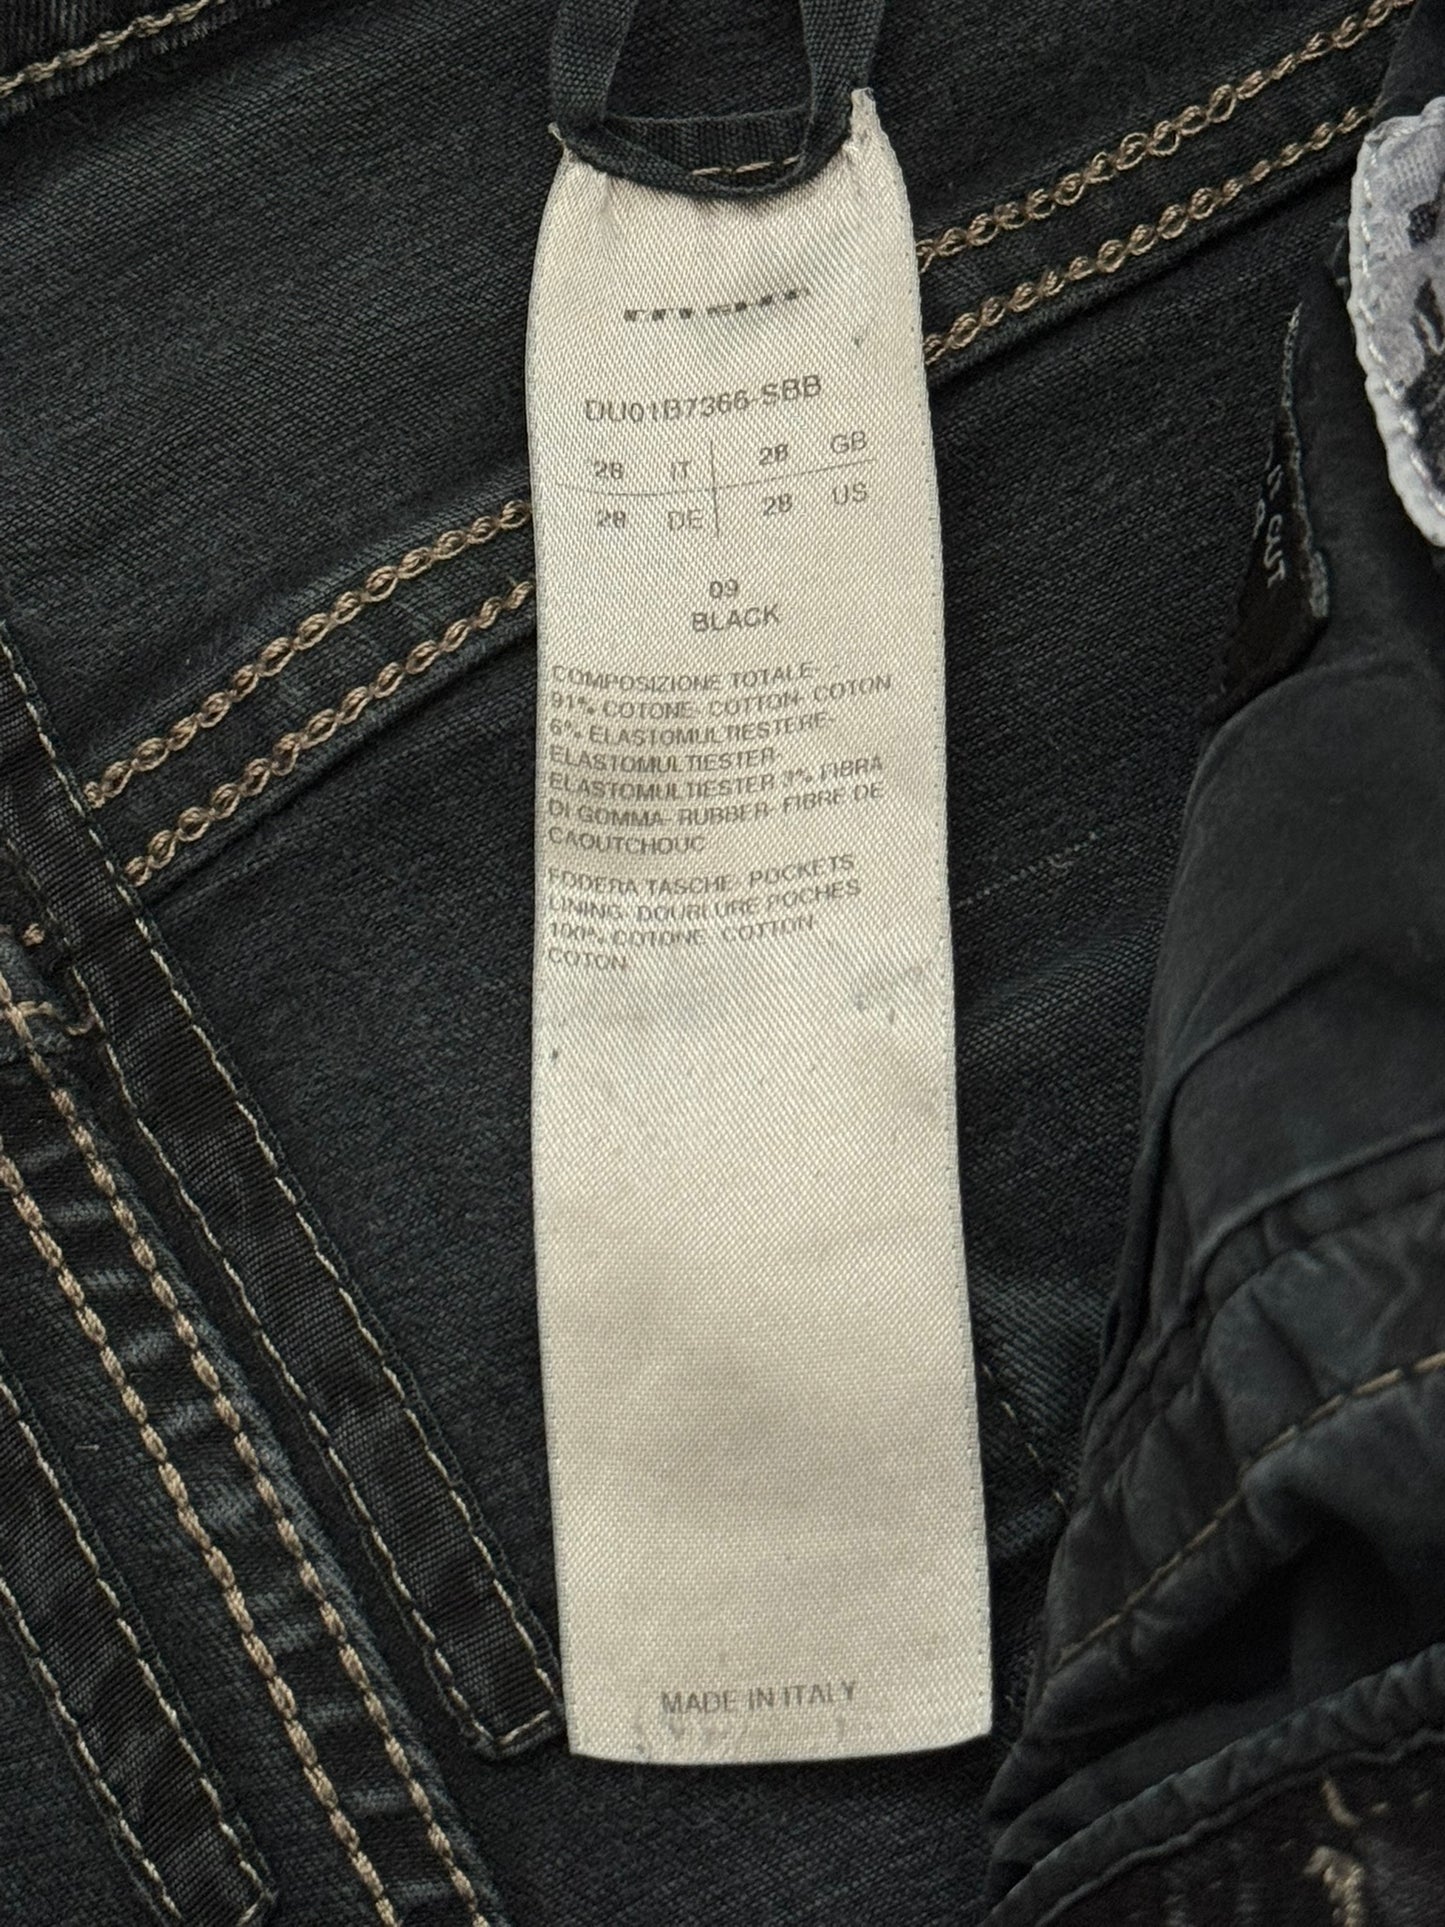 DU01B7366-SBB
28 IT 28 GB
28 DE 28 US
09
BLACK
COMPOSIZIONE TOTALE-
91% COTONE- COTTON- COTON
6% ELASTOMULTIESTERE-
ELASTOMULTIESTER-
ELASTOMULTIESTER 3% FIBRA
DI GOMMA- RUBBER- FIBRE DE
CAOUTCHOUC
FODERA TASCHE- POCKETS
LINING- DOUBLURE POCHES
100% COTONE- COTTON-
COTON
MADE IN ITALY
CUT